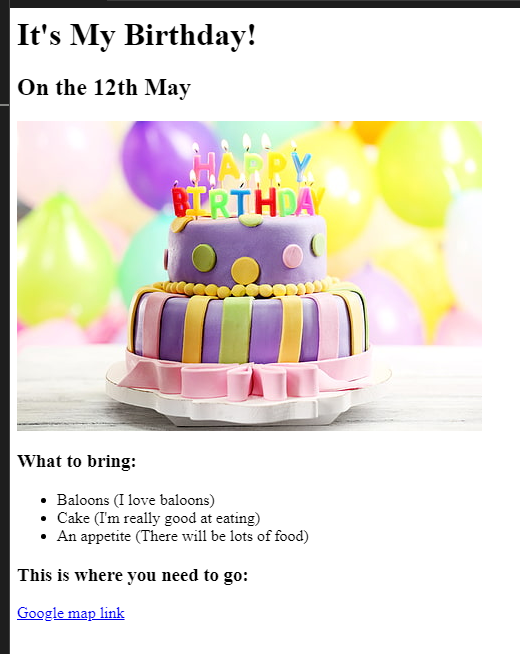 It's My Birthday!
On the 12th May
HAPPY
BIRTHDAY
What to bring:
Baloons (I love baloons)
Cake (I'm really good at eating)
An appetite (There will be lots of food)
This is where you need to go:
Google map link